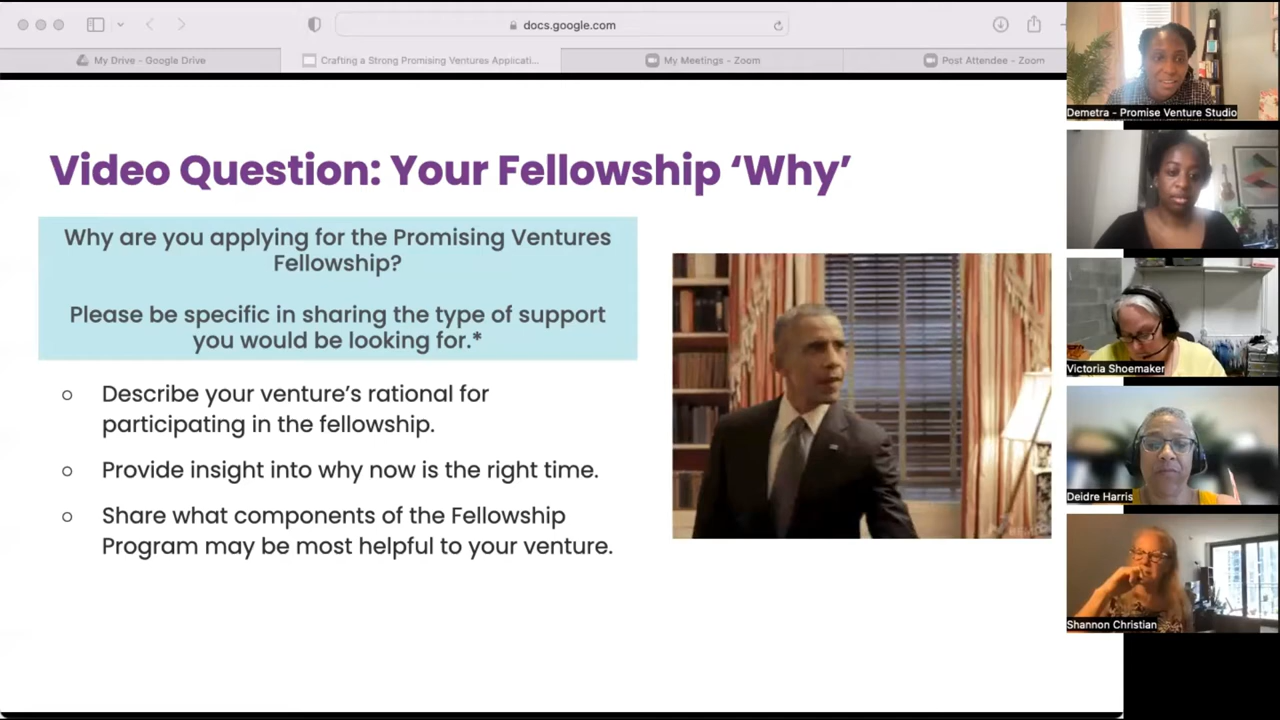 docs.google.com
My Drive - Google Drive
Crafting a Strong Promising Ventures Applicati...
My Meetings - Zoom
Post Attendee - Zoom
Demetra - Promise Venture Studio
Video Question: Your Fellowship ‘Why’
Why are you applying for the Promising Ventures
Fellowship?
Please be specific in sharing the type of support
you would be looking for.*
Describe your venture’s rational for
participating in the fellowship.
Provide insight into why now is the right time.
Share what components of the Fellowship
Program may be most helpful to your venture.
Victoria Shoemaker
Deidre Harris
Shannon Christian